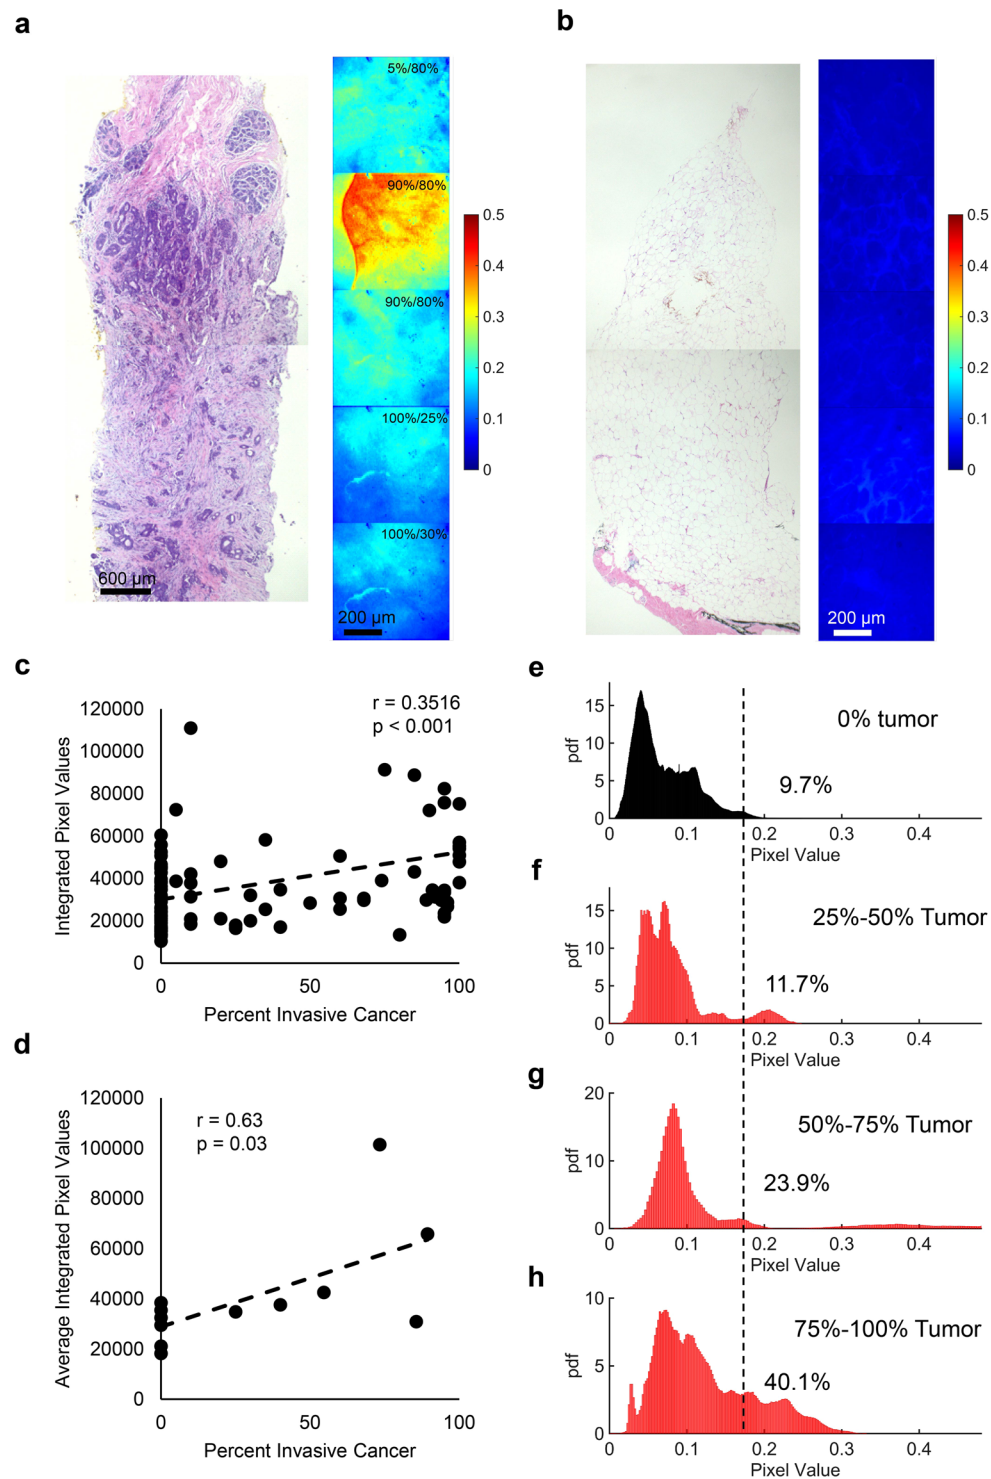 a
5%/80%
90%/80%
90%/80%
100%/25%
100%/30%
600 µm
200 µm
0.5
0.4
0.3
0.2
0.1
0
b
200 µm
0.5
0.4
0.3
0.2
0.1
0
c
r = 0.3516
p < 0.001
Integrated Pixel Values
120000
100000
80000
60000
40000
20000
0
0 50 100
Percent Invasive Cancer
d
r = 0.63
p = 0.03
Average Integrated Pixel Values
120000
100000
80000
60000
40000
20000
0
0 50 100
Percent Invasive Cancer
e
0% tumor
9.7%
pdf
15
10
5
0
0 0.1 0.2 0.3 0.4
Pixel Value
f
25%-50% Tumor
11.7%
pdf
15
10
5
0
0 0.1 0.2 0.3 0.4
Pixel Value
g
50%-75% Tumor
23.9%
pdf
20
10
0
0 0.1 0.2 0.3 0.4
Pixel Value
h
75%-100% Tumor
40.1%
pdf
10
5
0
0 0.1 0.2 0.3 0.4
Pixel Value